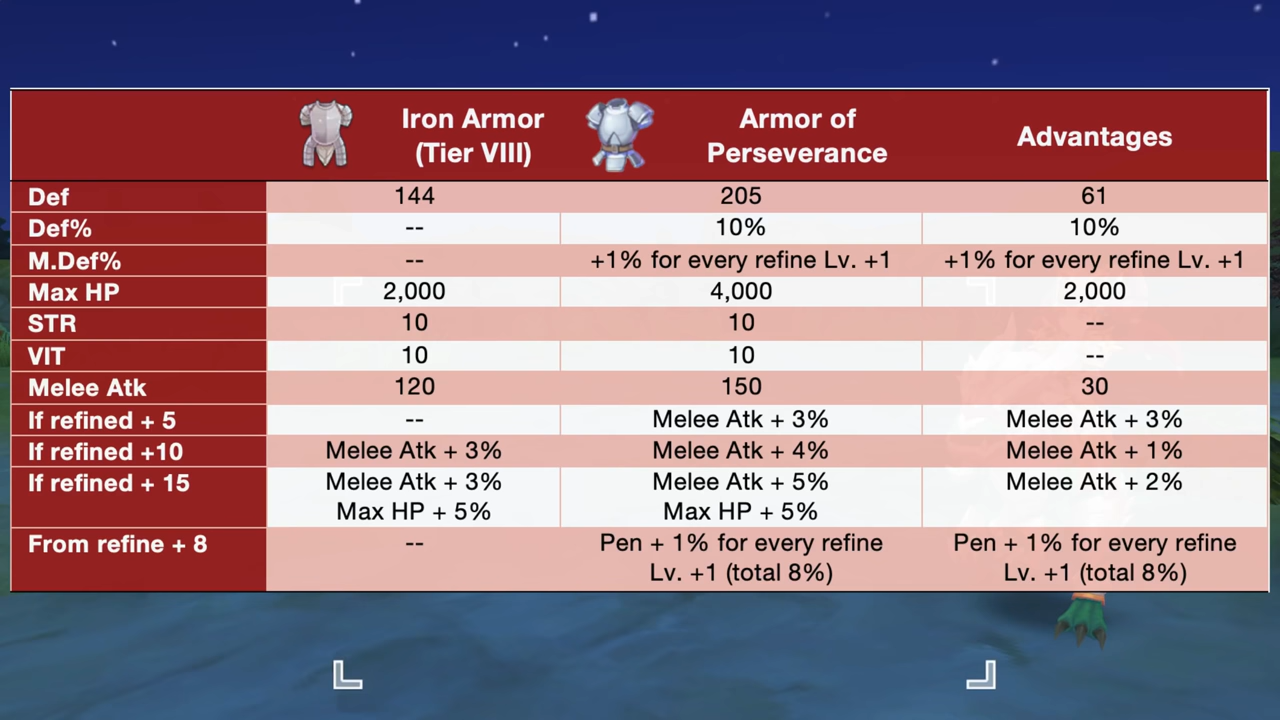 Iron Armor
(Tier VIII)
Armor of
Perseverance
Advantages
Def 144 205 61
Def% -- 10% 10%
M.Def% -- +1% for every refine Lv. +1 +1% for every refine Lv. +1
Max HP 2,000 4,000 2,000
STR 10 10 --
VIT 10 10 --
Melee Atk 120 150 30
If refined + 5 -- Melee Atk + 3% Melee Atk + 3%
If refined +10 Melee Atk + 3% Melee Atk + 4% Melee Atk + 1%
If refined + 15 Melee Atk + 3% Melee Atk + 5% Melee Atk + 2%
Max HP + 5% Max HP + 5%
From refine + 8 -- Pen + 1% for every refine Pen + 1% for every refine
Lv. +1 (total 8%) Lv. +1 (total 8%)